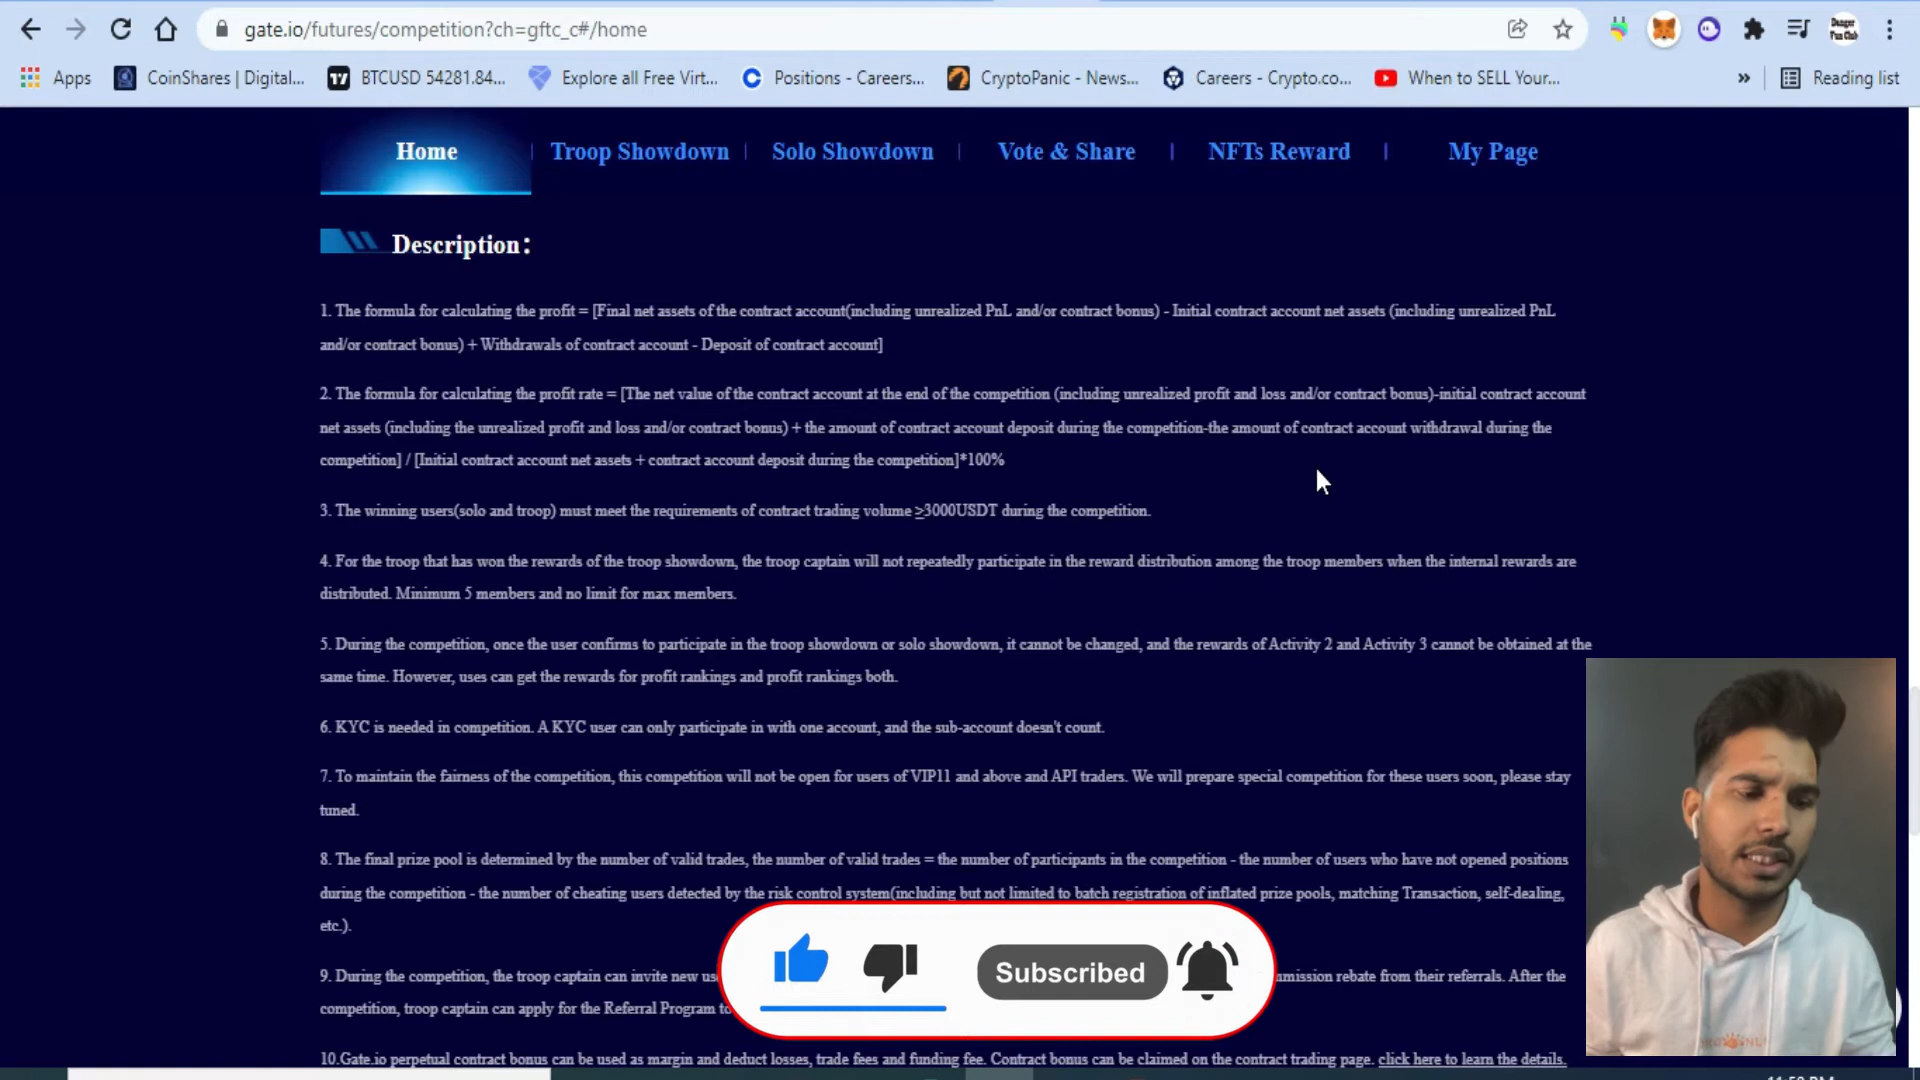 gate.io/futures/competition?ch=gftc_c#/home
Apps CoinShares | Digital... BTCUSD 54281.84... Explore all Free Virt... Positions - Careers... CryptoPanic - News... Careers - Crypto.co... When to SELL Your... » Reading list
Home Troop Showdown Solo Showdown Vote & Share NFTs Reward My Page
Description:
1. The formula for calculating the profit = [Final net assets of the contract account(including unrealized PnL and/or contract bonus) - Initial contract account net assets (including unrealized PnL
and/or contract bonus) + Withdrawals of contract account - Deposit of contract account]
2. The formula for calculating the profit rate = [The net value of the contract account at the end of the competition (including unrealized profit and loss and/or contract bonus)-initial contract account
net assets (including the unrealized profit and loss and/or contract bonus) + the amount of contract account deposit during the competition-the amount of contract account withdrawal during the
competition] / [Initial contract account net assets + contract account deposit during the competition]*100%
3. The winning users(solo and troop) must meet the requirements of contract trading volume ≥3000USDT during the competition.
4. For the troop that has won the rewards of the troop showdown, the troop captain will not repeatedly participate in the reward distribution among the troop members when the internal rewards are
distributed. Minimum 5 members and no limit for max members.
5. During the competition, once the user confirms to participate in the troop showdown or solo showdown, it cannot be changed, and the rewards of Activity 2 and Activity 3 cannot be obtained at the
same time. However, uses can get the rewards for profit rankings and profit rankings both.
6. KYC is needed in competition. A KYC user can only participate in with one account, and the sub-account doesn't count.
7. To maintain the fairness of the competition, this competition will not be open for users of VIP11 and above and API traders. We will prepare special competition for these users soon, please stay
tuned.
8. The final prize pool is determined by the number of valid trades, the number of valid trades = the number of participants in the competition - the number of users who have not opened positions
during the competition - the number of cheating users detected by the risk control system(including but not limited to batch registration of inflated prize pools, matching Transaction, self-dealing,
etc.).
9. During the competition, the troop captain can invite new mmission rebate from their referrals. After the
competition, troop captain can apply for the Referral Program
Subscribed
10.Gate.io perpetual contract bonus can be used as margin and deduct losses, trade fees and funding fee. Contract bonus can be claimed on the contract trading page. click here to learn the details.